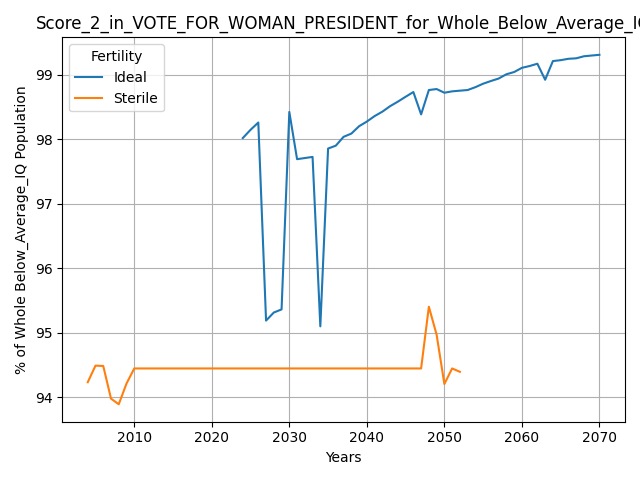 Score_2_in_VOTE_FOR_WOMAN_PRESIDENT_for_Whole_Below_Average_IQ
Fertility
Ideal
Sterile
% of Whole Below_Average_IQ Population
99
98
97
96
95
94
2010 2020 2030 2040 2050 2060 2070
Years